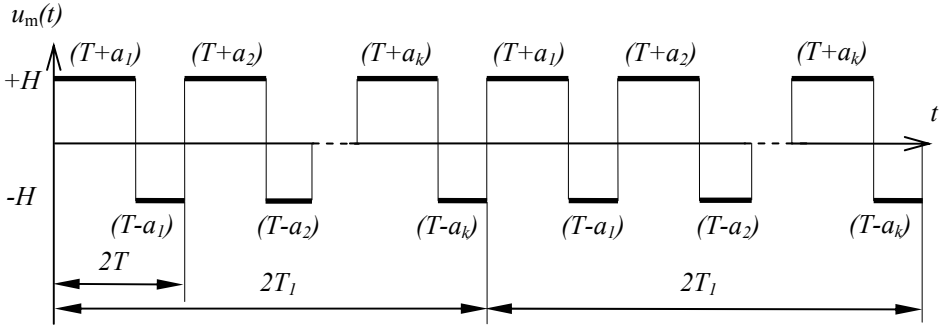 u_m(t)
(T+a_1) (T+a_2) (T+a_k) (T+a_1) (T+a_2) (T+a_k)
+H
t
-H
(T-a_1) (T-a_2) (T-a_k) (T-a_1) (T-a_2) (T-a_k)
2T
2T_1 2T_1